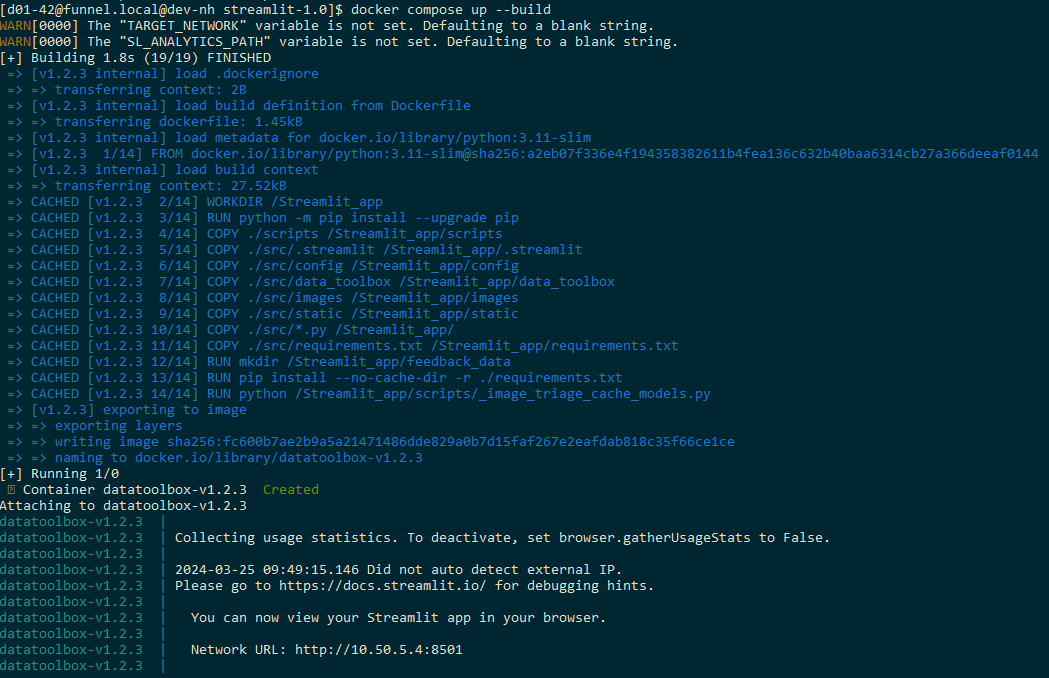 [d01-42@funnel.local@dev-nh streamlit-1.0]$ docker compose up --build
WARN[0000] The "TARGET_NETWORK" variable is not set. Defaulting to a blank string.
WARN[0000] The "SL_ANALYTICS_PATH" variable is not set. Defaulting to a blank string.
[+] Building 1.8s (19/19) FINISHED
=> [v1.2.3 internal] load .dockerignore
=> => transferring context: 2B
=> [v1.2.3 internal] load build definition from Dockerfile
=> => transferring dockerfile: 1.45kB
=> [v1.2.3 internal] load metadata for docker.io/library/python:3.11-slim
=> [v1.2.3  1/14] FROM docker.io/library/python:3.11-slim@sha256:a2eb07f336e4f194358382611b4fea136c632b40baa6314cb27a366deeaf0144
=> [v1.2.3 internal] load build context
=> => transferring context: 27.52kB
=> CACHED [v1.2.3  2/14] WORKDIR /Streamlit_app
=> CACHED [v1.2.3  3/14] RUN python -m pip install --upgrade pip
=> CACHED [v1.2.3  4/14] COPY ./scripts /Streamlit_app/scripts
=> CACHED [v1.2.3  5/14] COPY ./src/.streamlit /Streamlit_app/.streamlit
=> CACHED [v1.2.3  6/14] COPY ./src/config /Streamlit_app/config
=> CACHED [v1.2.3  7/14] COPY ./src/data_toolbox /Streamlit_app/data_toolbox
=> CACHED [v1.2.3  8/14] COPY ./src/images /Streamlit_app/images
=> CACHED [v1.2.3  9/14] COPY ./src/static /Streamlit_app/static
=> CACHED [v1.2.3 10/14] COPY ./src/*.py /Streamlit_app/
=> CACHED [v1.2.3 11/14] COPY ./src/requirements.txt /Streamlit_app/requirements.txt
=> CACHED [v1.2.3 12/14] RUN mkdir /Streamlit_app/feedback_data
=> CACHED [v1.2.3 13/14] RUN pip install --no-cache-dir -r ./requirements.txt
=> CACHED [v1.2.3 14/14] RUN python /Streamlit_app/scripts/_image_triage_cache_models.py
=> [v1.2.3] exporting to image
=> => exporting layers
=> => writing image sha256:fc600b7ae2b9a5a21471486dde829a0b7d15faf267e2eafdab818c35f66ce1ce
=> => naming to docker.io/library/datatoolbox-v1.2.3
[+] Running 1/0
Container datatoolbox-v1.2.3  Created
Attaching to datatoolbox-v1.2.3
datatoolbox-v1.2.3  |
datatoolbox-v1.2.3  | Collecting usage statistics. To deactivate, set browser.gatherUsageStats to False.
datatoolbox-v1.2.3  |
datatoolbox-v1.2.3  | 2024-03-25 09:49:15.146 Did not auto detect external IP.
datatoolbox-v1.2.3  | Please go to https://docs.streamlit.io/ for debugging hints.
datatoolbox-v1.2.3  |
datatoolbox-v1.2.3  |   You can now view your Streamlit app in your browser.
datatoolbox-v1.2.3  |
datatoolbox-v1.2.3  |   Network URL: http://10.50.5.4:8501
datatoolbox-v1.2.3  |